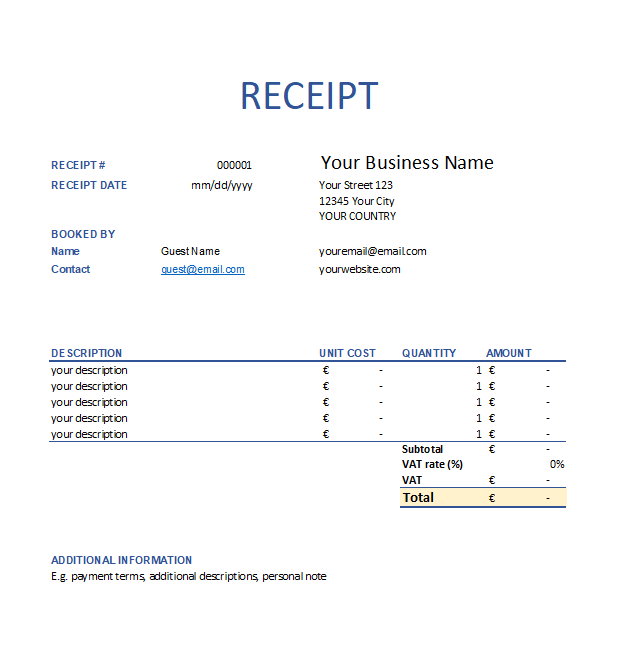 RECEIPT
RECEIPT # 000001 Your Business Name
RECEIPT DATE mm/dd/yyyy Your Street 123
12345 Your City
YOUR COUNTRY
BOOKED BY
Name Guest Name youremail@email.com
Contact guest@email.com yourwebsite.com
DESCRIPTION UNIT COST QUANTITY AMOUNT
your description € - 1 € -
your description € - 1 € -
your description € - 1 € -
your description € - 1 € -
your description € - 1 € -
Subtotal € -
VAT rate (%) 0%
VAT € -
Total € -
ADDITIONAL INFORMATION
E.g. payment terms, additional descriptions, personal note